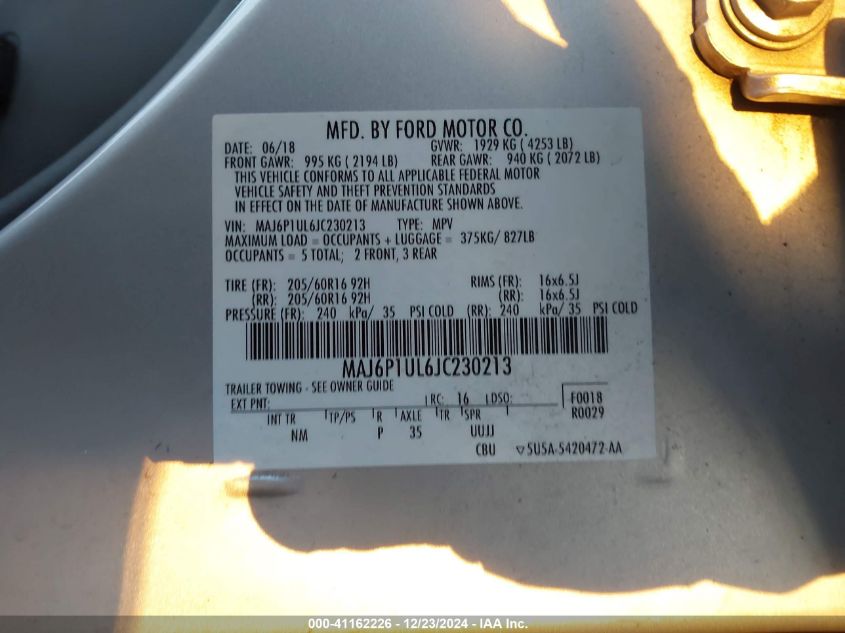 MFD. BY FORD MOTOR CO.
DATE: 06/18 GVWR: 1929 KG ( 4253 LB)
FRONT GAWR: 995 KG ( 2194 LB) REAR GAWR: 940 KG ( 2072 LB)
THIS VEHICLE CONFORMS TO ALL APPLICABLE FEDERAL MOTOR
VEHICLE SAFETY AND THEFT PREVENTION STANDARDS
IN EFFECT ON THE DATE OF MANUFACTURE SHOWN ABOVE.
VIN: MAJ6P1UL6JC230213 TYPE: MPV
MAXIMUM LOAD = OCCUPANTS + LUGGAGE = 375KG/ 827LB
OCCUPANTS = 5 TOTAL; 2 FRONT, 3 REAR
TIRE (FR): 205/60R16 92H RIMS (FR): 16x6.5J
(RR): 205/60R16 92H (RR): 16x6.5J
PRESSURE (FR): 240 kPa/ 35 PSI COLD (RR): 240 kPa/ 35 PSI COLD
MAJ6P1UL6JC230213
TRAILER TOWING - SEE OWNER GUIDE
EXT PNT: RC: 16 DSO: F0018
R0029
INT TR TP/PS R AXLE TR SPR
NM P 35 UUJJ
CBU ▽ 5U5A-5420472-AA
000-41162226 - 12/23/2024 - IAA Inc.